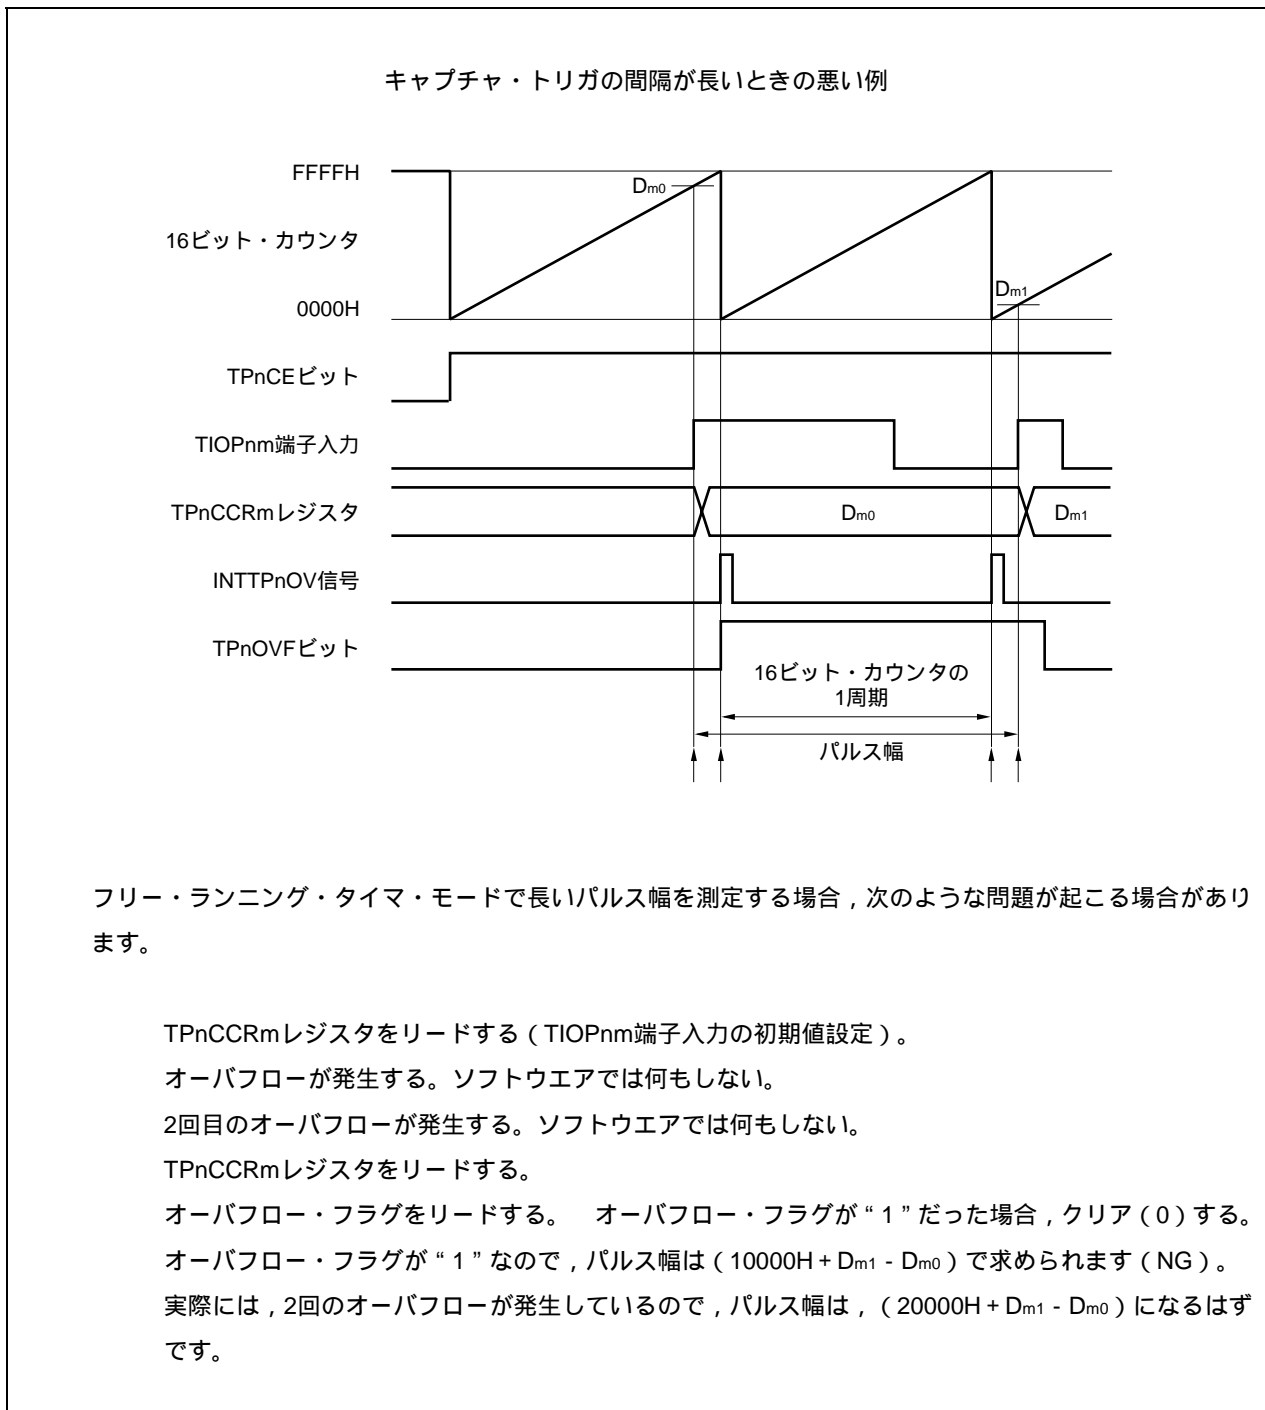 キャプチャ・トリガの間隔が長いときの悪い例
FFFFH
Dm0
16ビット・カウンタ
Dm1
0000H
TPnCEビット
TIOPnm端子入力
TPnCCRmレジスタ
Dm0
Dm1
INTTPnOV信号
TPnOVFビット
16ビット・カウンタの
1周期
パルス幅
フリー・ランニング・タイマ・モードで長いパルス幅を測定する場合，次のような問題が起こる場合があり
ます。
TPnCCRmレジスタをリードする（TIOPnm端子入力の初期値設定）。
オーバフローが発生する。ソフトウエアでは何もしない。
2回目のオーバフローが発生する。ソフトウエアでは何もしない。
TPnCCRmレジスタをリードする。
オーバフロー・フラグをリードする。　オーバフロー・フラグが“1”だった場合，クリア（0）する。
オーバフロー・フラグが“1”なので，パルス幅は（10000H + Dm1 - Dm0）で求められます（NG）。
実際には，2回のオーバフローが発生しているので，パルス幅は，（20000H + Dm1 - Dm0）になるはず
です。